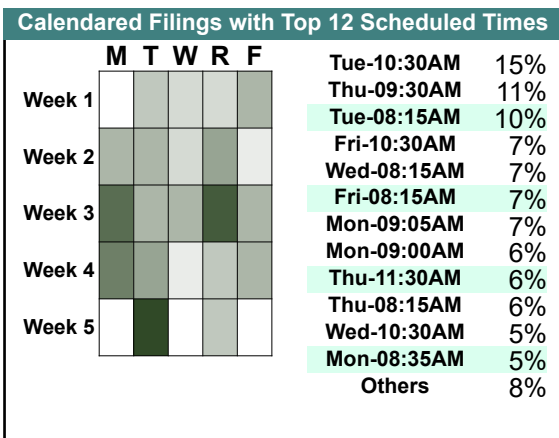 Calendared Filings with Top 12 Scheduled Times
M T W R F
Week 1
Week 2
Week 3
Week 4
Week 5
Tue-10:30AM 15%
Thu-09:30AM 11%
Tue-08:15AM 10%
Fri-10:30AM 7%
Wed-08:15AM 7%
Fri-08:15AM 7%
Mon-09:05AM 7%
Mon-09:00AM 6%
Thu-11:30AM 6%
Thu-08:15AM 6%
Wed-10:30AM 5%
Mon-08:35AM 5%
Others 8%